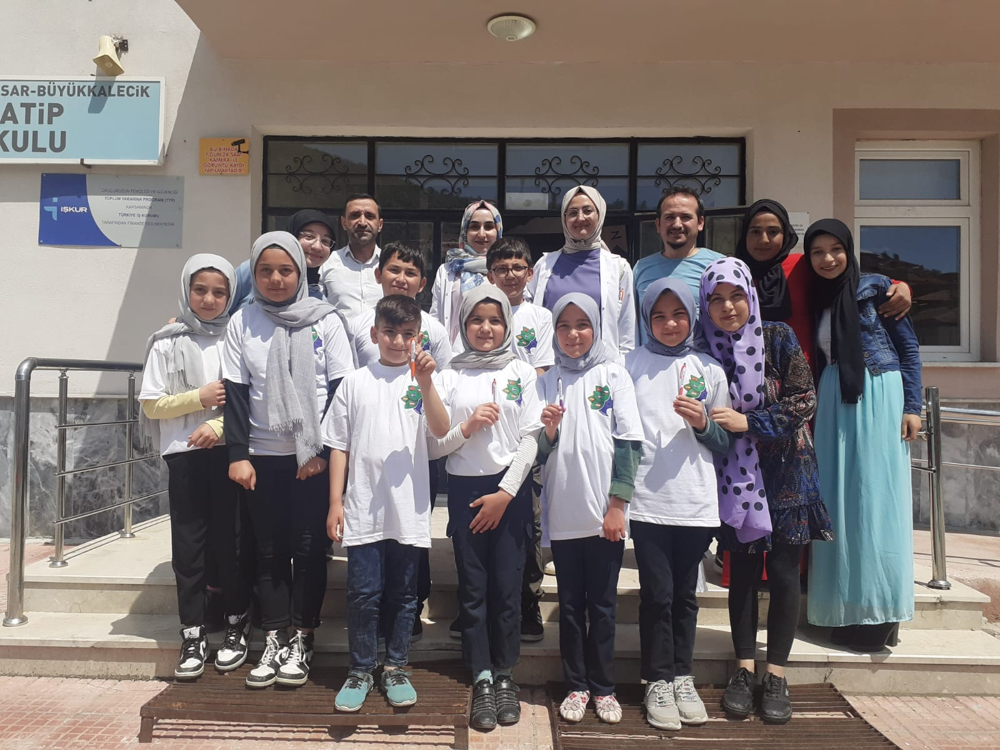 SAR-BÜYÜKKALECİK
ATİP
KULU
BU BİNADA
7 GÜN 24 SAAT
KAMERA İLE
GÖRÜNTÜ KAYDI
YAPILMAKTADIR
İŞKUR
OKULUMUZUN TEMİZLİĞİ VE GÜVENLİĞİ
TOPLUM YARARINA PROGRAM (TYP)
KAPSAMINDA
TÜRKİYE İŞ KURUMU
TARAFINDAN FİNANSE EDİLMEKTEDİR